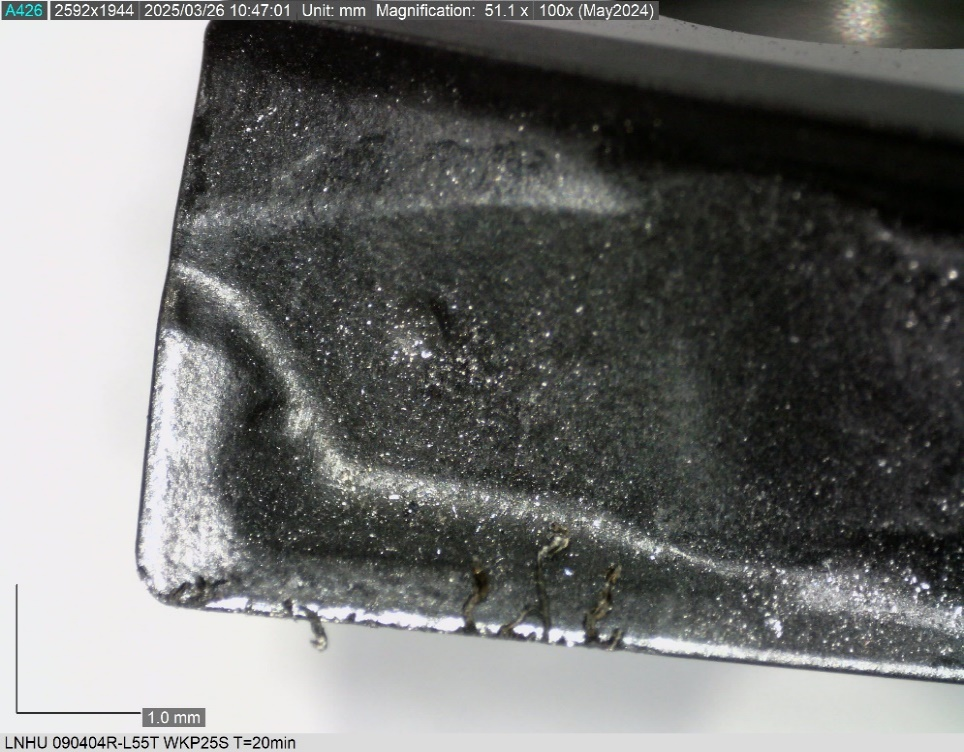 A426 2592x1944 2025/03/26 10:47:01 Unit: mm Magnification: 51.1 x 100x (May2024)
1.0 mm
LNHU 090404R-L55T WKP25S T=20min